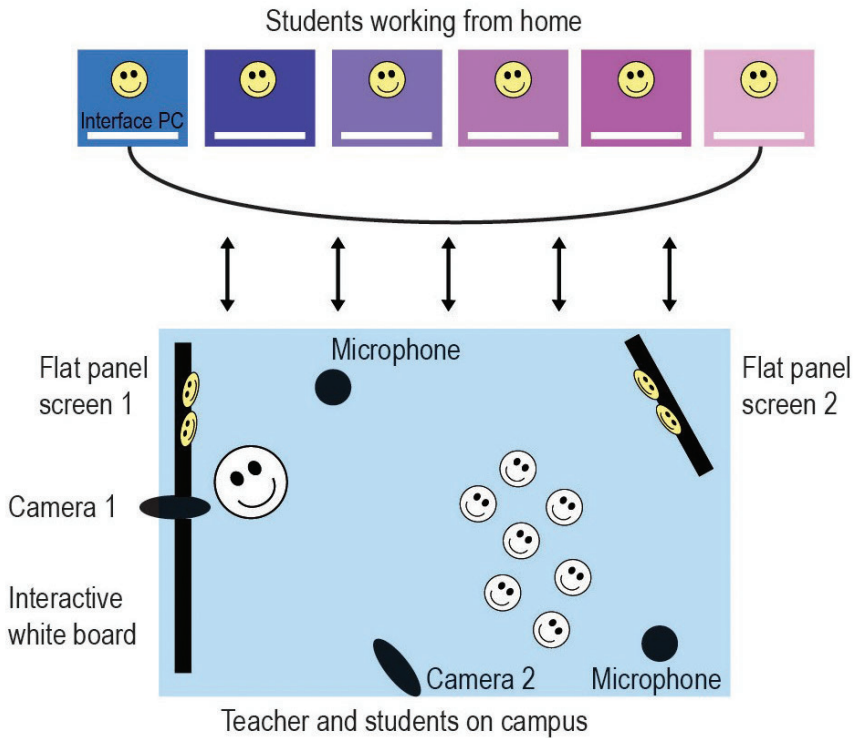 Students working from home
Interface PC
Microphone
Flat panel
screen 1
Flat panel
screen 2
Camera 1
Interactive
white board
Camera 2
Microphone
Teacher and students on campus